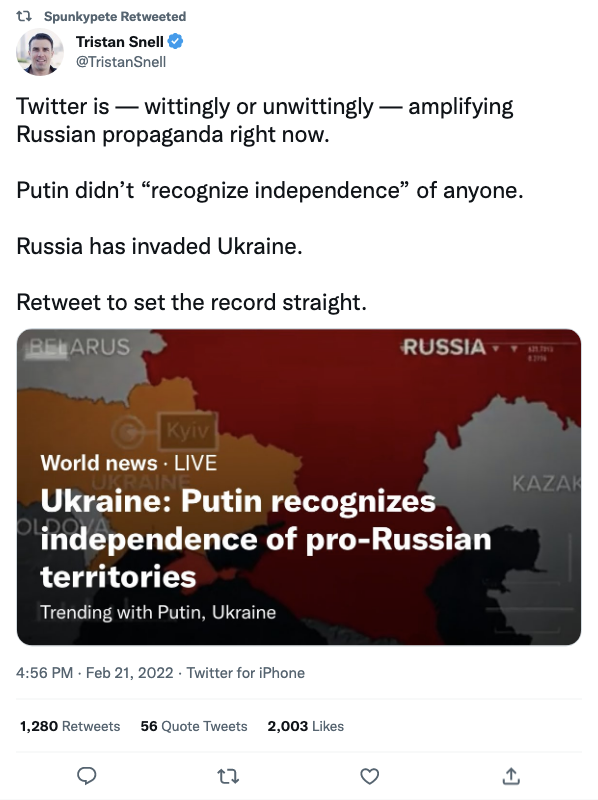 Spunkypete Retweeted
Tristan Snell
@TristanSnell
Twitter is — wittingly or unwittingly — amplifying
Russian propaganda right now.
Putin didn’t “recognize independence” of anyone.
Russia has invaded Ukraine.
Retweet to set the record straight.
BELARUS
RUSSIA
Kyiv
World news · LIVE
UKRAINE
KAZAK
Ukraine: Putin recognizes
OLDOVA
independence of pro-Russian
territories
Trending with Putin, Ukraine
4:56 PM · Feb 21, 2022 · Twitter for iPhone
1,280 Retweets 56 Quote Tweets 2,003 Likes